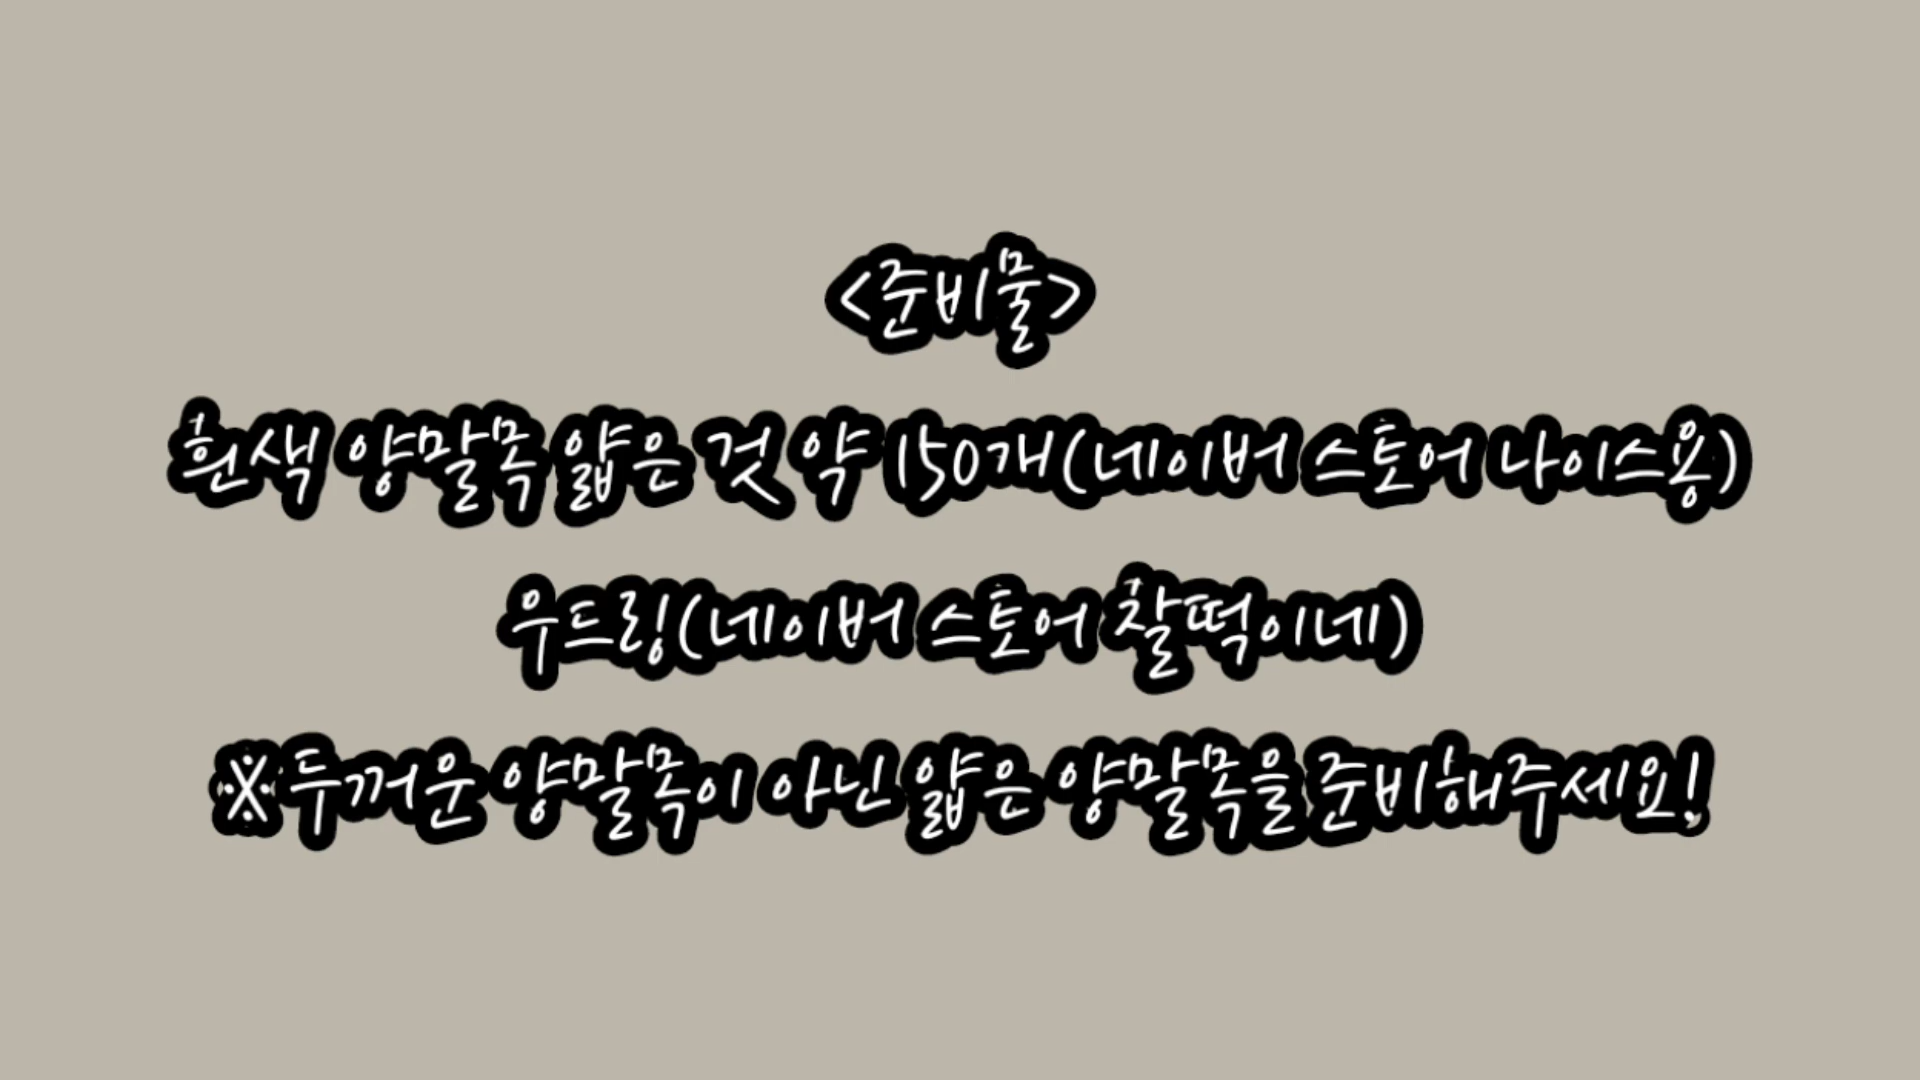 <준비물>
흰색 양말목 얇은 것 약 150개(네이버 스토어 나이스용)
우드링(네이버 스토어 찰떡이네)
※두꺼운 양말목이 아닌 얇은 양말목을 준비해주세요!